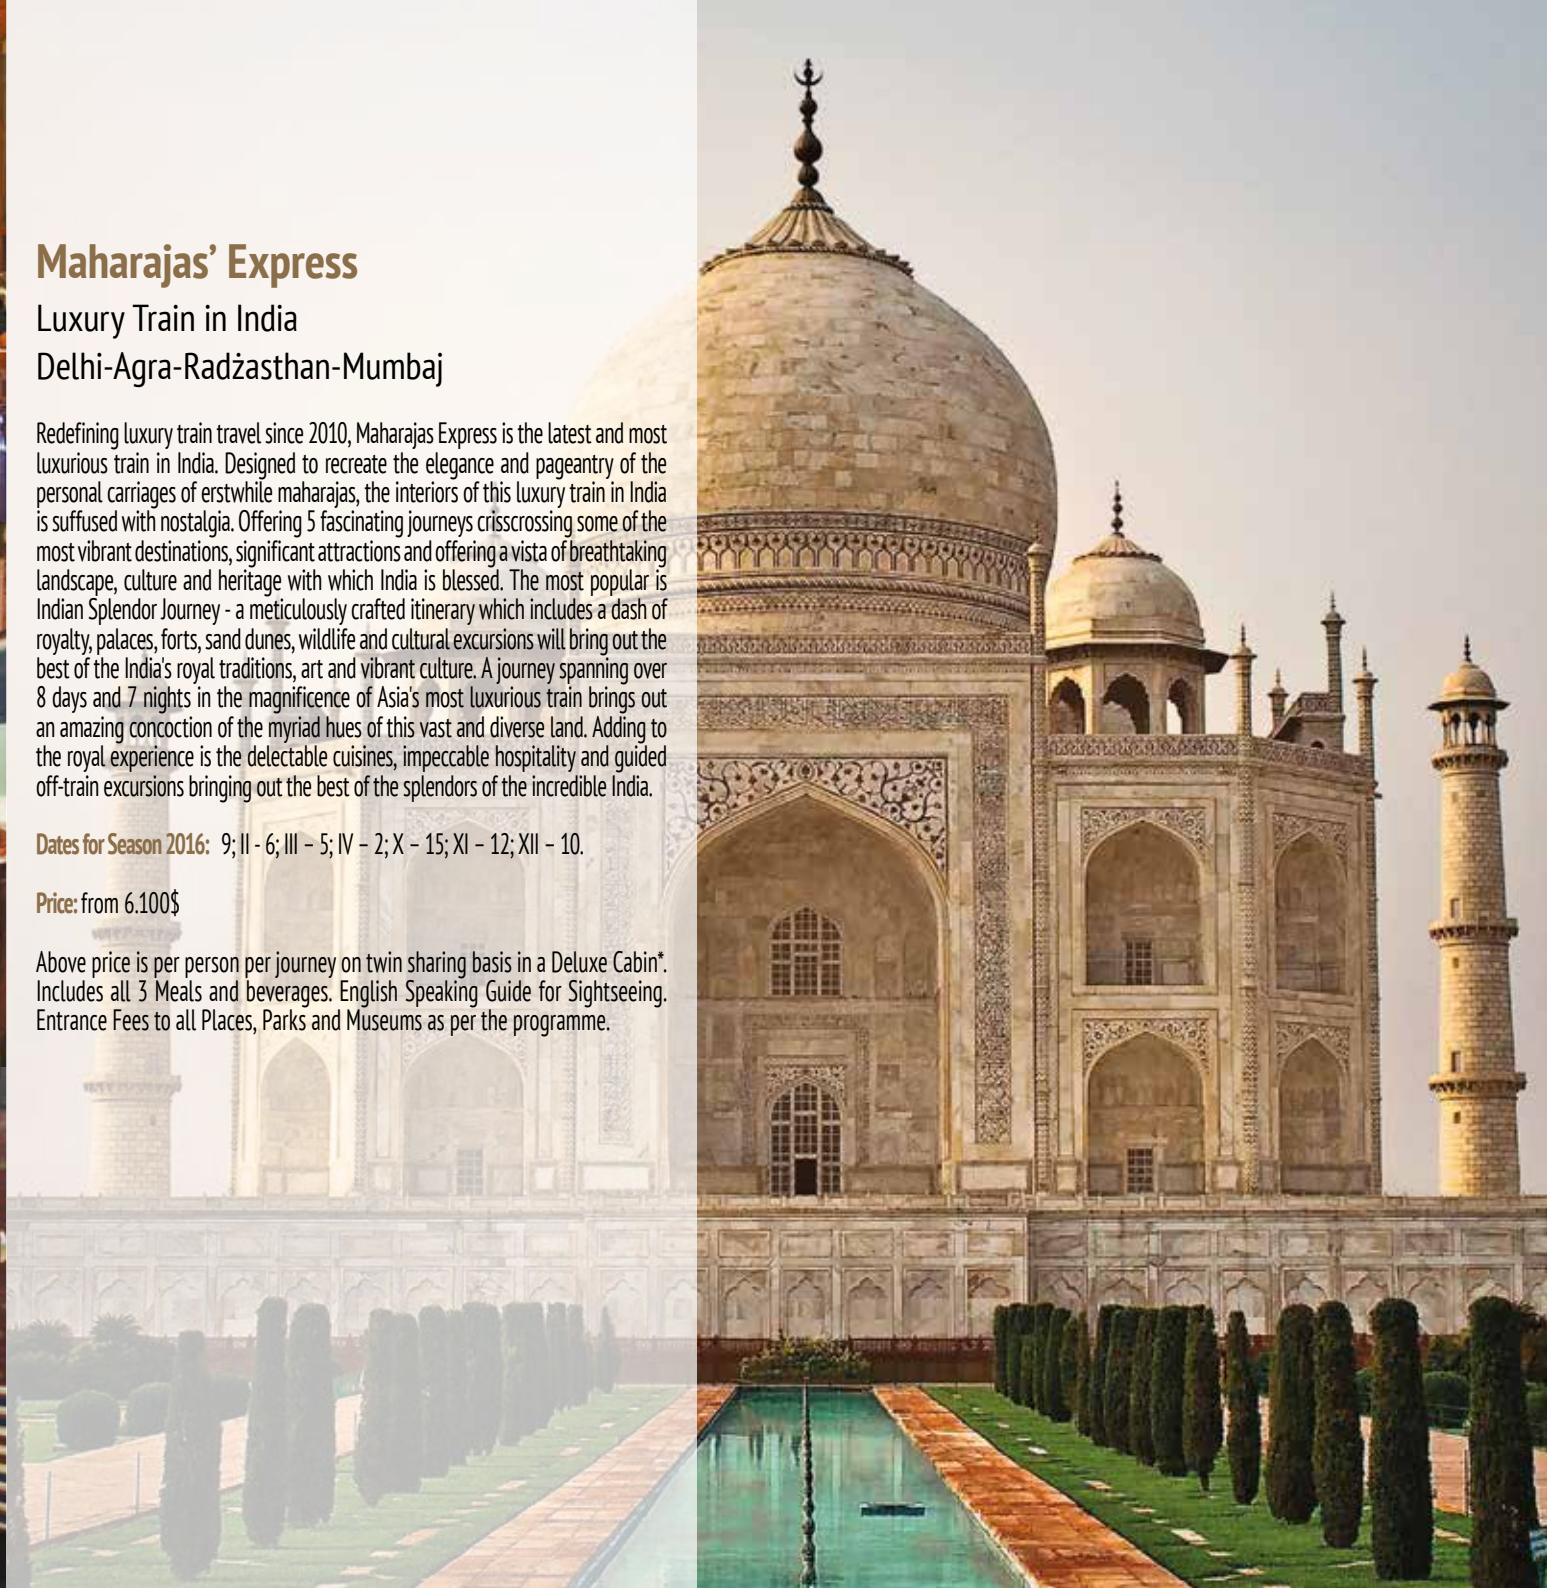 Maharajas’ Express
Luxury Train in India
Delhi-Agra-Radżasthan-Mumbaj
Redefining luxury train travel since 2010, Maharajas Express is the latest and most
luxurious train in India. Designed to recreate the elegance and pageantry of the
personal carriages of erstwhile maharajas, the interiors of this luxury train in India
is suffused with nostalgia. Offering 5 fascinating journeys crisscrossing some of the
most vibrant destinations, significant attractions and offering a vista of breathtaking
landscape, culture and heritage with which India is blessed. The most popular is
Indian Splendor Journey - a meticulously crafted itinerary which includes a dash of
royalty, palaces, forts, sand dunes, wildlife and cultural excursions will bring out the
best of the India's royal traditions, art and vibrant culture. A journey spanning over
8 days and 7 nights in the magnificence of Asia's most luxurious train brings out
an amazing concoction of the myriad hues of this vast and diverse land. Adding to
the royal experience is the delectable cuisines, impeccable hospitality and guided
off-train excursions bringing out the best of the splendors of the incredible India.
Dates for Season 2016: 9; II - 6; III – 5; IV – 2; X – 15; XI – 12; XII – 10.
Price: from 6.100$
Above price is per person per journey on twin sharing basis in a Deluxe Cabin*.
Includes all 3 Meals and beverages. English Speaking Guide for Sightseeing.
Entrance Fees to all Places, Parks and Museums as per the programme.